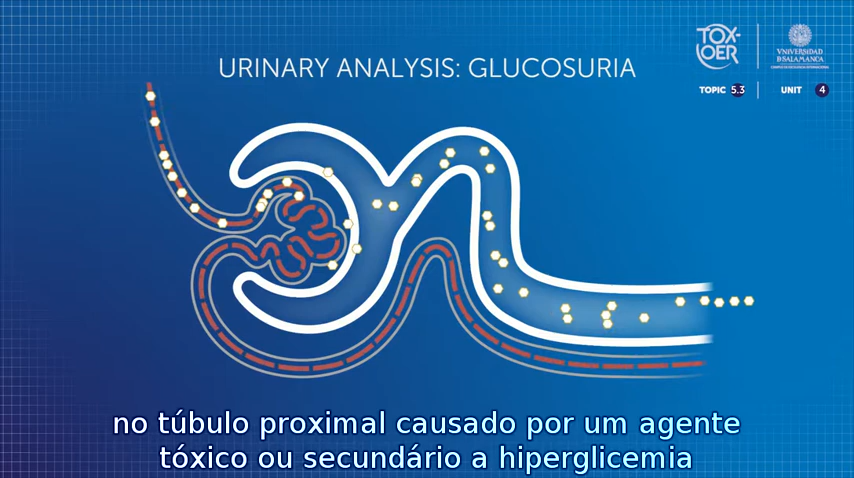 TOX-
OER
VNIVERSIDAD
D SALAMANCA
URINARY ANALYSIS: GLUCOSURIA
TOPIC 5.3 UNIT 4
no túbulo proximal causado por um agente
tóxico ou secundário a hiperglicemia